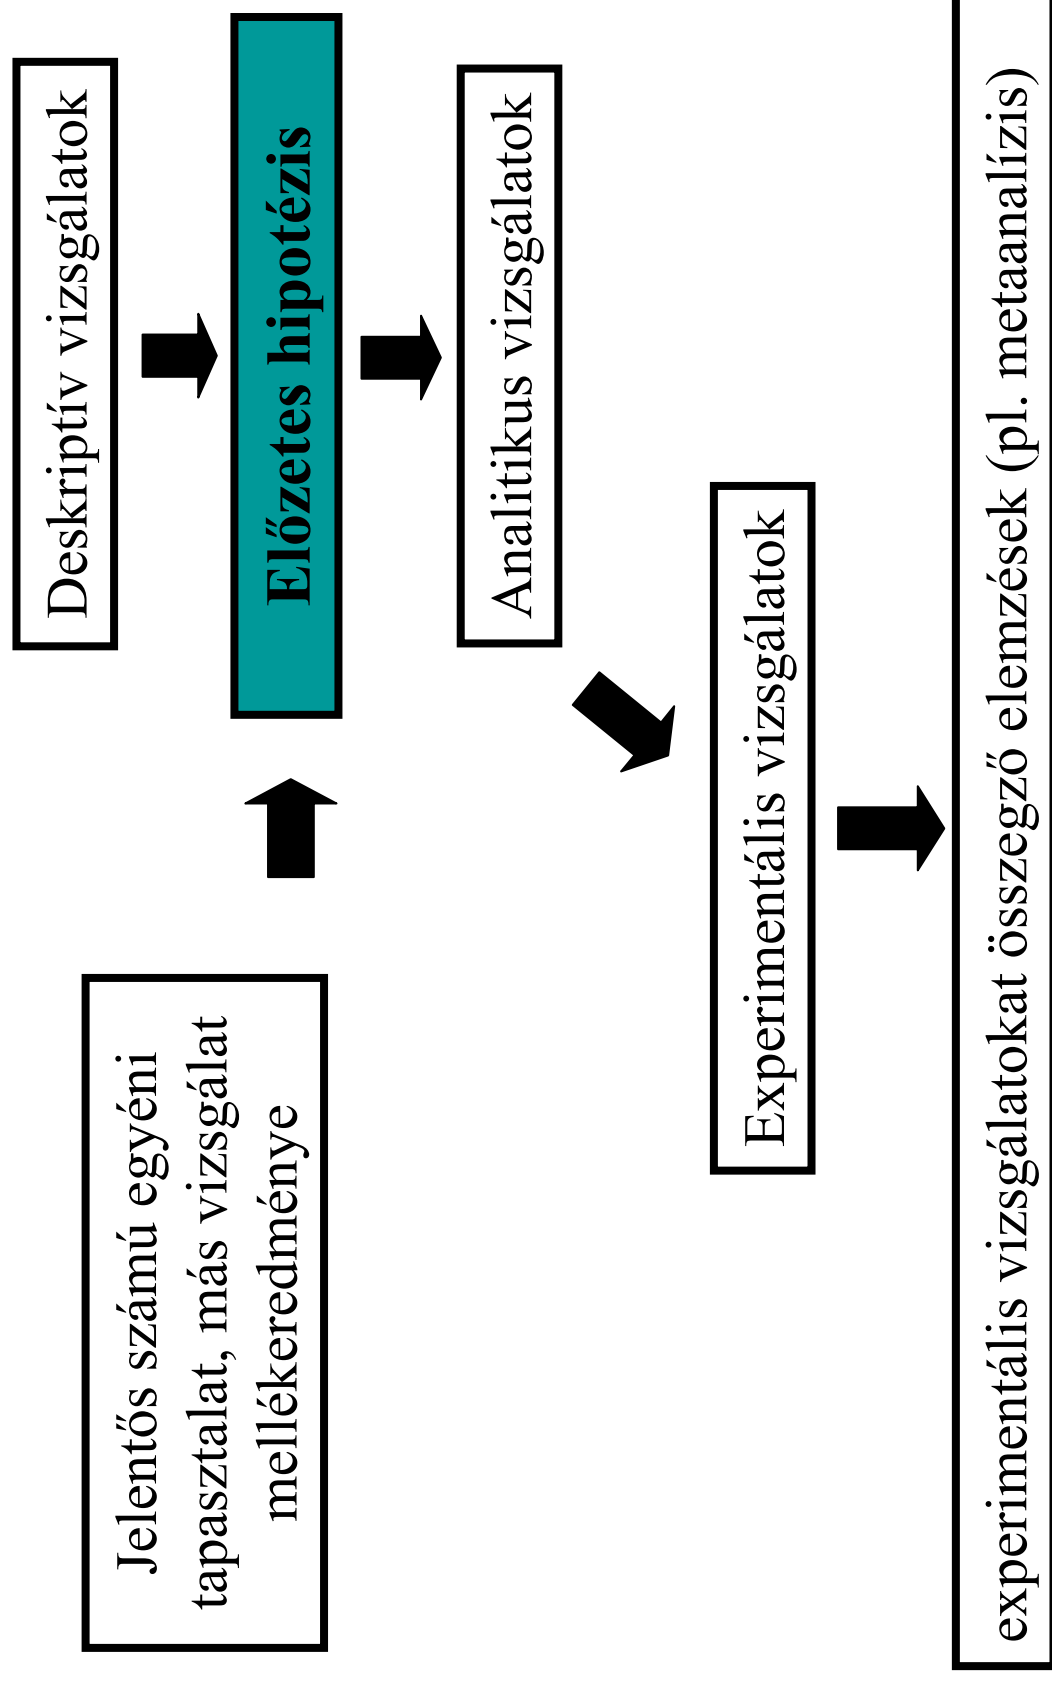 Deskriptív vizsgálatok
Jelentős számú egyéni
tapasztalat, más vizsgálat
mellékeredménye
Előzetes hipotézis
Analitikus vizsgálatok
Experimentális vizsgálatok
experimentális vizsgálatokat összegző elemzések (pl. metaanalízis)